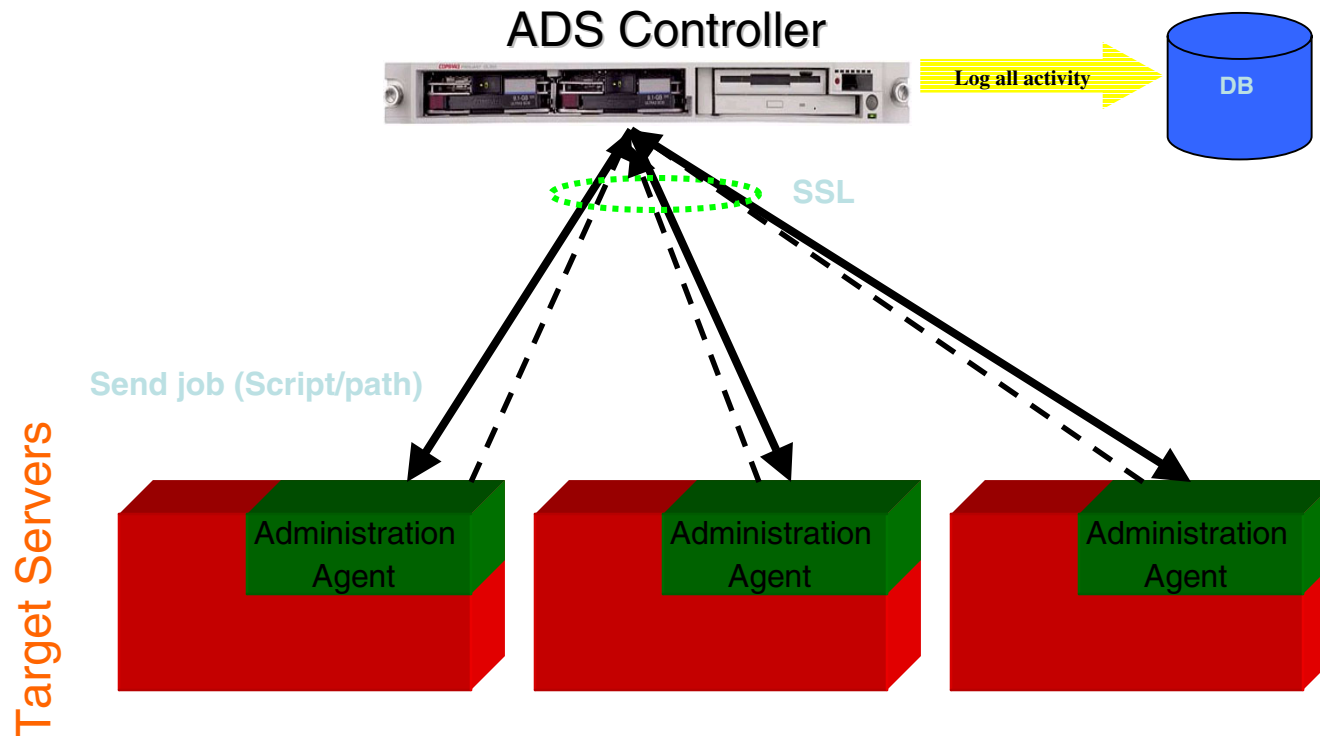 ADS Controller
COMPAQ
Log all activity
DB
SSL
Send job (Script/path)
Target Servers
Administration
Agent
Administration
Agent
Administration
Agent